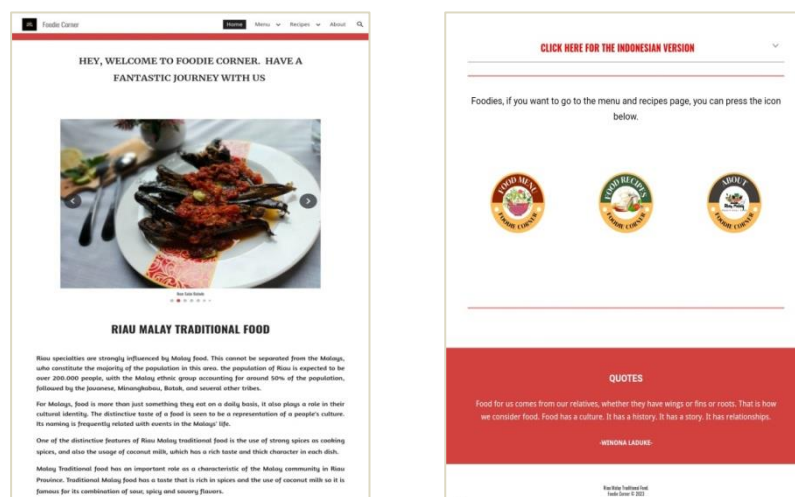 Foodie Corner
Home Menu Recipes About
HEY, WELCOME TO FOODIE CORNER. HAVE A
FANTASTIC JOURNEY WITH US
RIAU MALAY TRADITIONAL FOOD
Riau specialties are strongly influenced by Malay food. This cannot be separated from the Malays,
who constitute the majority of the population in this area. the population of Riau is expected to be
over 200.000 people, with the Malay ethnic group accounting for around 50% of the population,
followed by the Javanese, Minangkabau, Batak, and several other tribes.
For Malays, food is more than just something they eat on a daily basis, it also plays a role in their
cultural identity. The distinctive taste of a food is seen to be a representation of a people's culture.
Its naming is frequently related with events in the Malays' life.
One of the distinctive features of Riau Malay traditional food is the use of strong spices as cooking
spices, and also the usage of coconut milk, which has a rich taste and thick character in each dish.
Malay Traditional food has an important role as a characteristic of the Malay community in Riau
Province. Traditional Malay food has a taste that is rich in spices and the use of coconut milk so it is
famous for its combination of sour, spicy and savory flavors.
CLICK HERE FOR THE INDONESIAN VERSION
Foodies, if you want to go to the menu and recipes page, you can press the icon
below.
FOOD MENU
FOODIE CORNER
FOOD RECIPES
FOODIE CORNER
ABOUT
Riau Malay
FOODIE CORNER
QUOTES
Food for us comes from our relatives, whether they have wings or fins or roots. That is how
we consider food. Food has a culture. It has a history. It has a story. It has relationships.
-WINONA LADUKE-
Riau Malay Traditional Food.
Foodie Corner © 2023